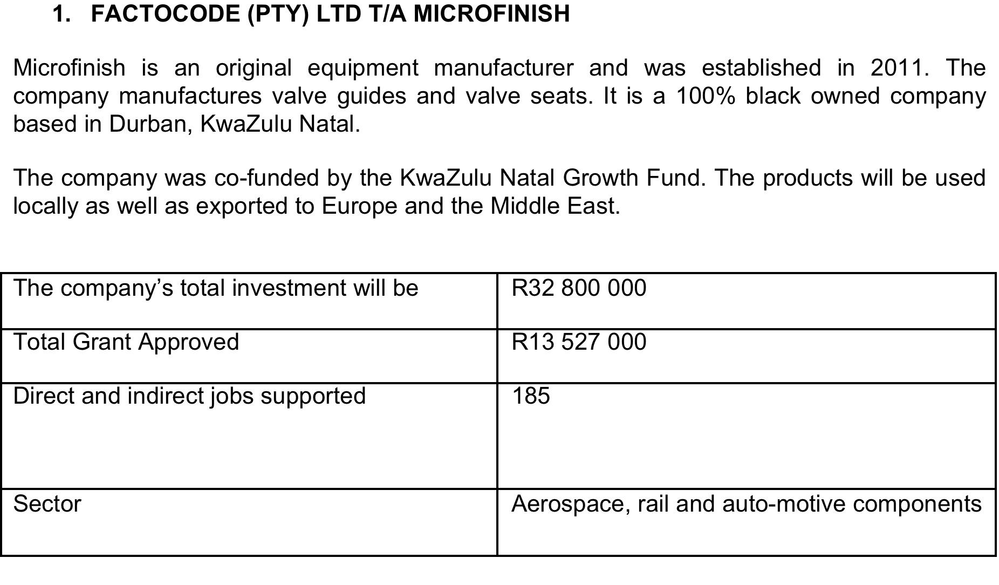 1. FACTOCODE (PTY) LTD T/A MICROFINISH
Microfinish is an original equipment manufacturer and was established in 2011. The
company manufactures valve guides and valve seats. It is a 100% black owned company
based in Durban, KwaZulu Natal.
The company was co-funded by the KwaZulu Natal Growth Fund. The products will be used
locally as well as exported to Europe and the Middle East.
The company’s total investment will be R32 800 000
Total Grant Approved R13 527 000
Direct and indirect jobs supported 185
Sector Aerospace, rail and auto-motive components